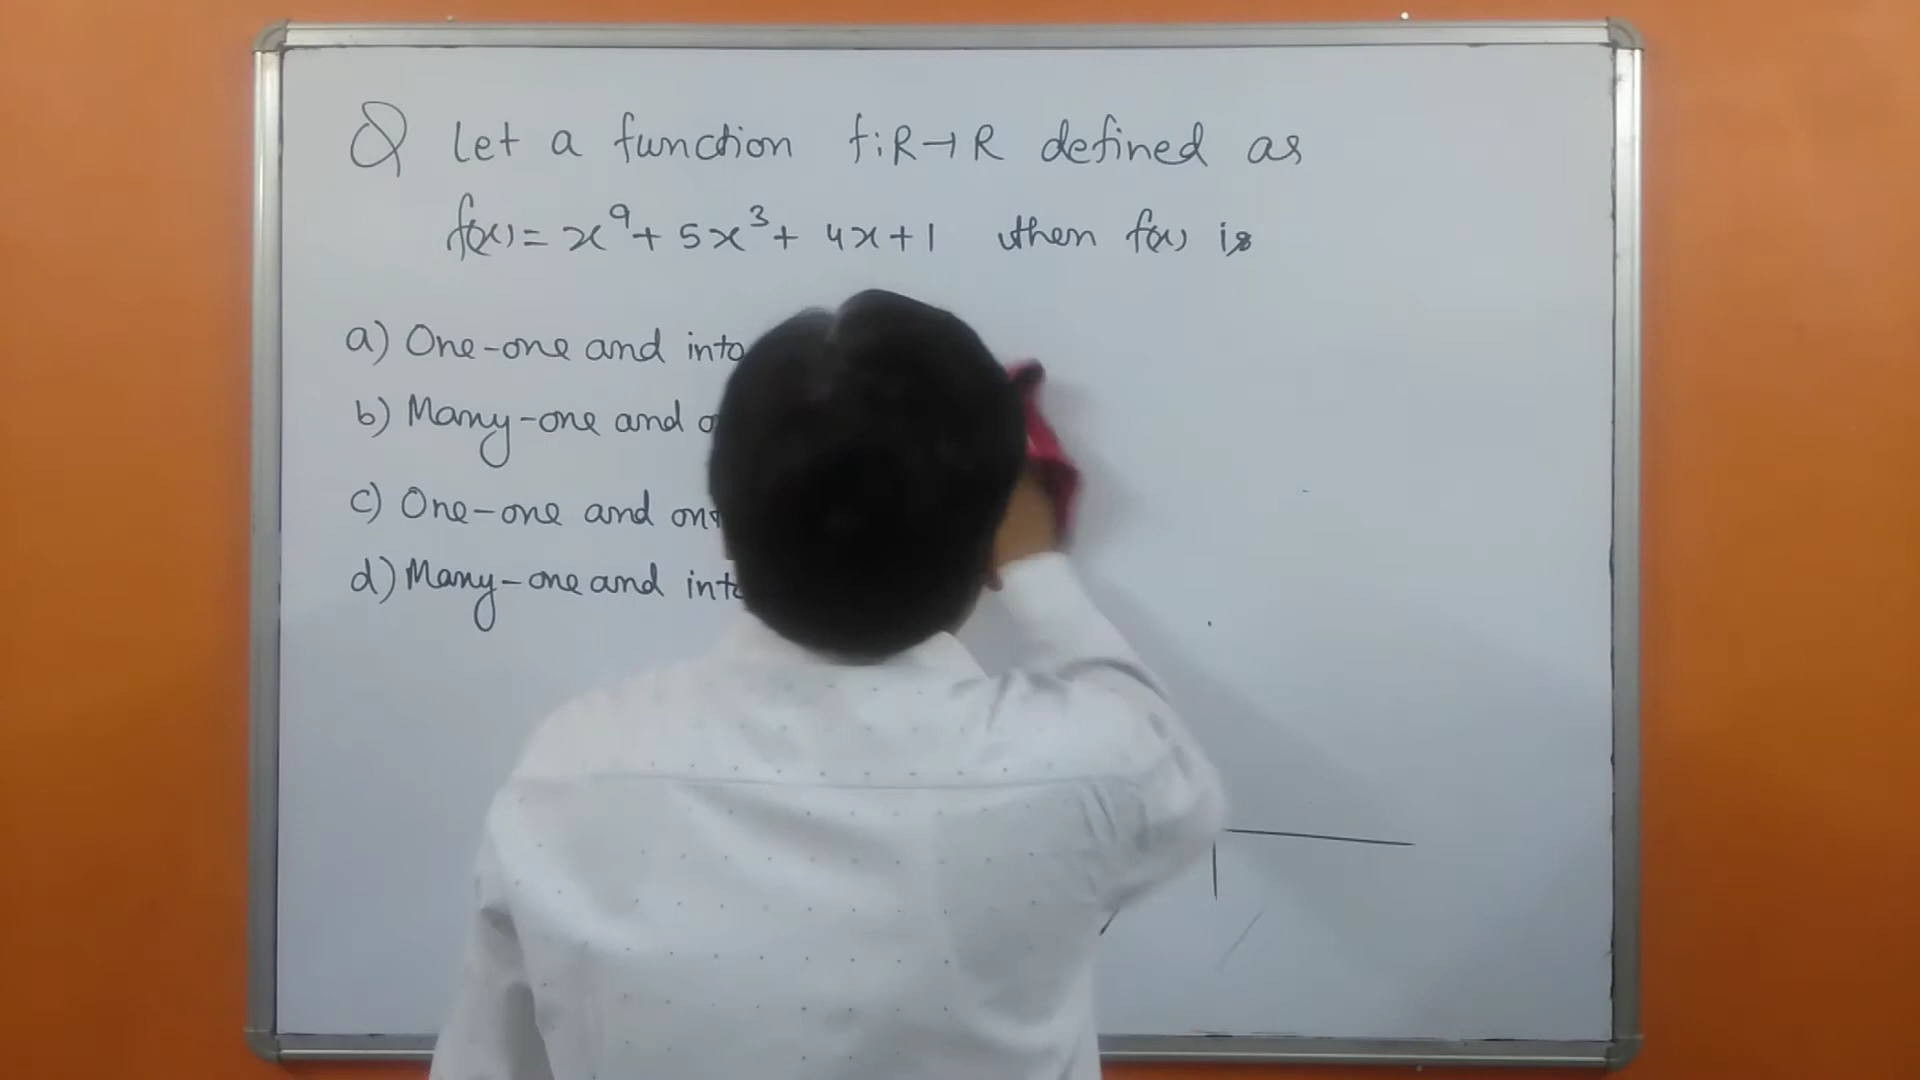 Q Let a function f:R→R defined as
f(x) = x⁹ + 5x³ + 4x + 1 then f(x) is
a) One-one and into
b) Many-one and
c) One-one and
d) Many-one and into